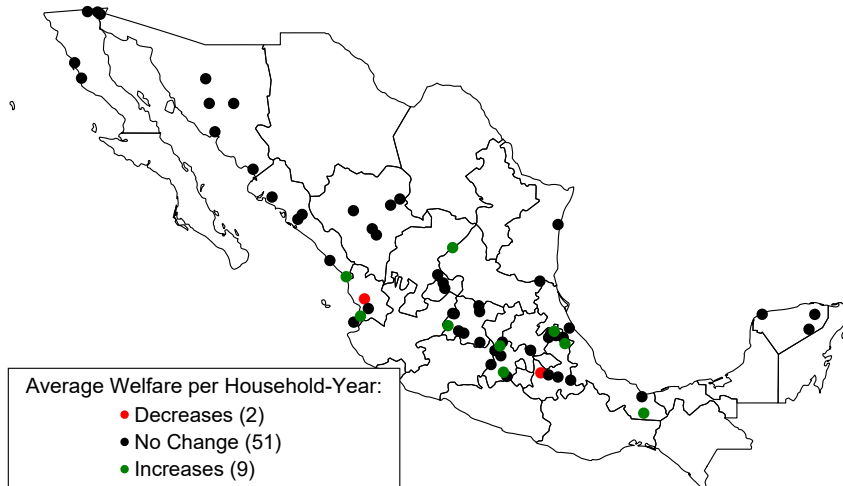 Average Welfare per Household-Year:
Decreases (2)
No Change (51)
Increases (9)